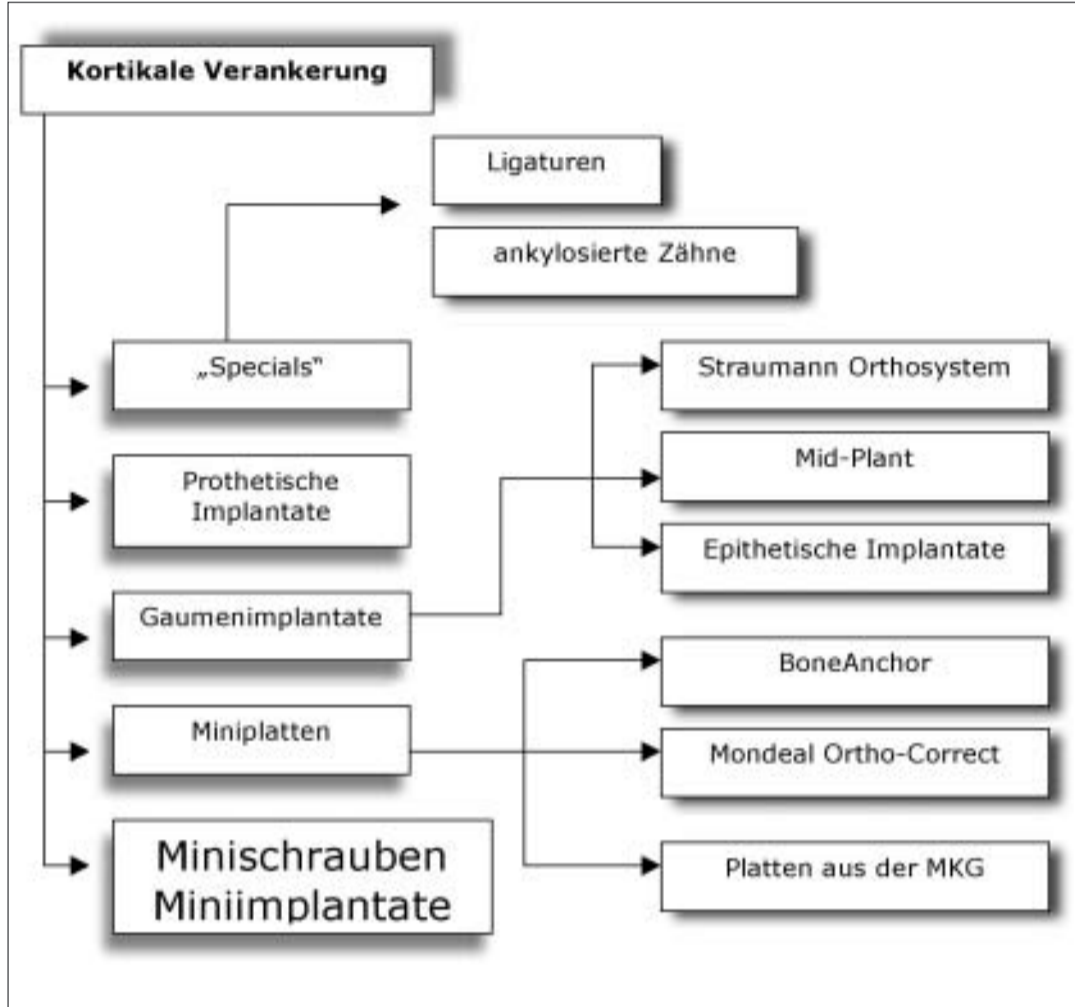 Kortikale Verankerung
Ligaturen
ankylosierte Zähne
„Specials“
Prothetische
Implantate
Gaumenimplantate
Miniplatten
Minischrauben
Miniimplantate
Straumann Orthosystem
Mid-Plant
Epithetische Implantate
BoneAnchor
Mondeal Ortho-Correct
Platten aus der MKG